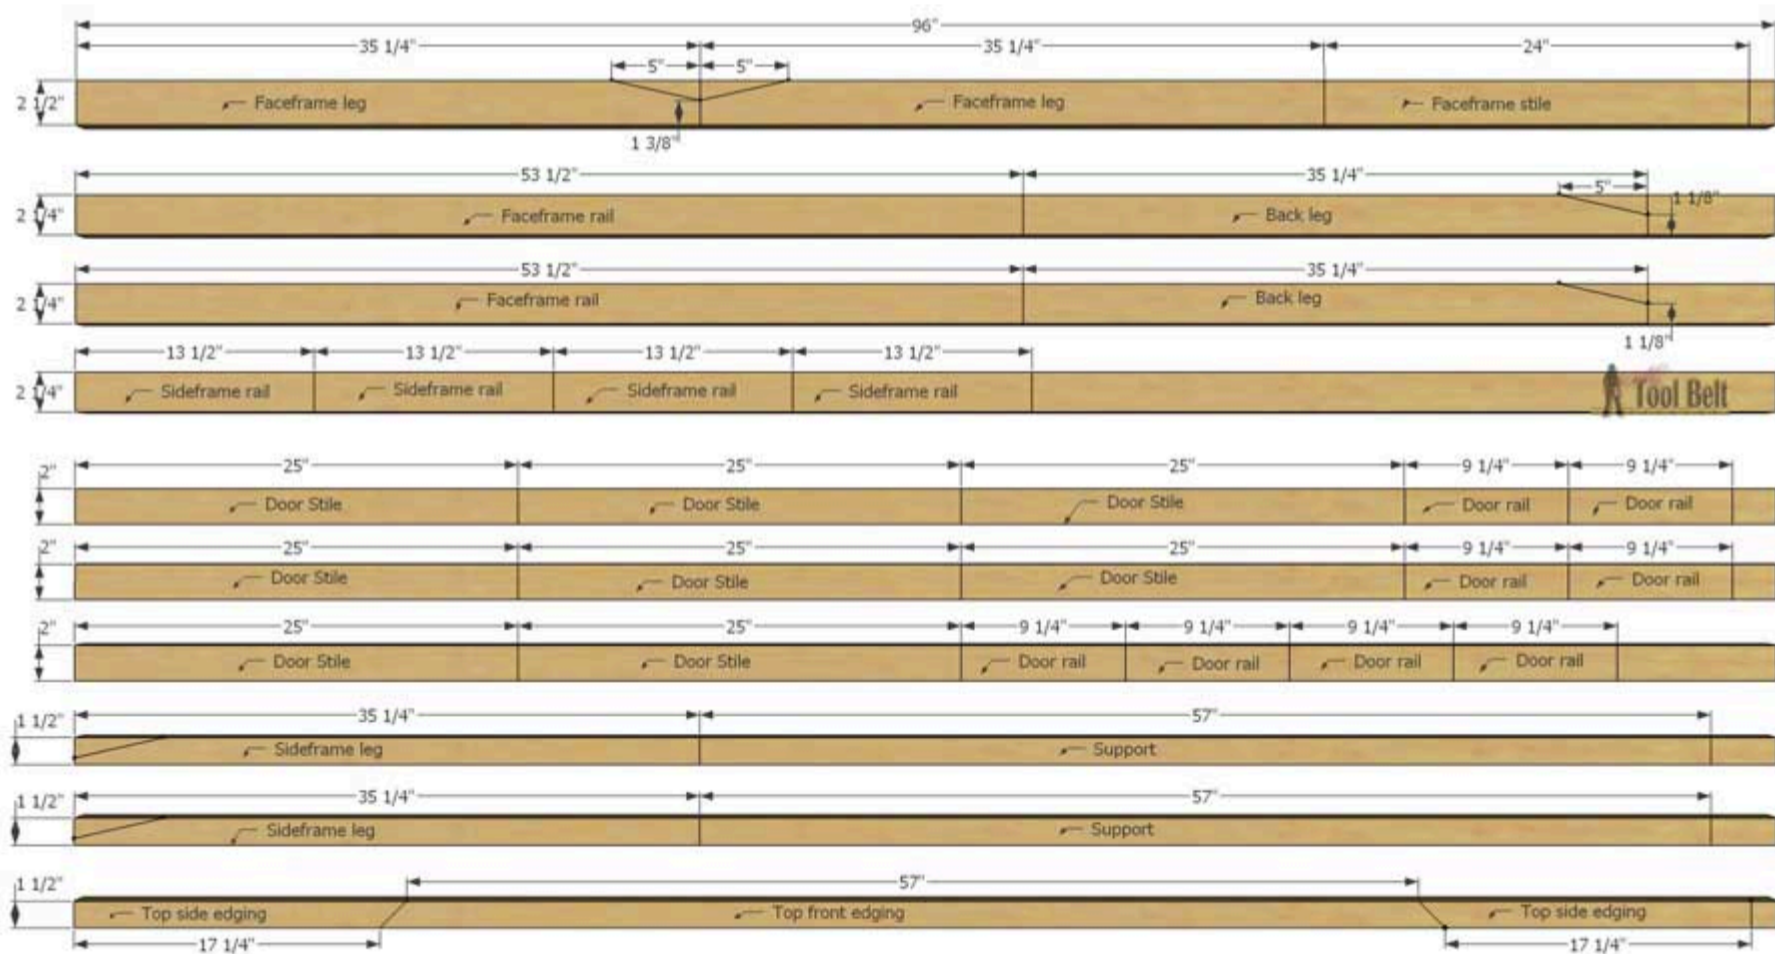 96"
35 1/4" 35 1/4" 24"
5" 5"
2 1/2" Faceframe leg Faceframe leg Faceframe stile
1 3/8"
53 1/2" 35 1/4"
5" 1 1/8"
2 1/4" Faceframe rail Back leg
53 1/2" 35 1/4"
2 1/4" Faceframe rail Back leg
1 1/8"
13 1/2" 13 1/2" 13 1/2" 13 1/2"
2 1/4" Sideframe rail Sideframe rail Sideframe rail Sideframe rail Tool Belt
25" 25" 25" 9 1/4" 9 1/4"
2" Door Stile Door Stile Door Stile Door rail Door rail
25" 25" 25" 9 1/4" 9 1/4"
2" Door Stile Door Stile Door Stile Door rail Door rail
25" 25" 9 1/4" 9 1/4" 9 1/4" 9 1/4"
2" Door Stile Door Stile Door rail Door rail Door rail Door rail
35 1/4" 57"
1 1/2" Sideframe leg Support
35 1/4" 57"
1 1/2" Sideframe leg Support
57"
1 1/2" Top side edging Top front edging Top side edging
17 1/4" 17 1/4"